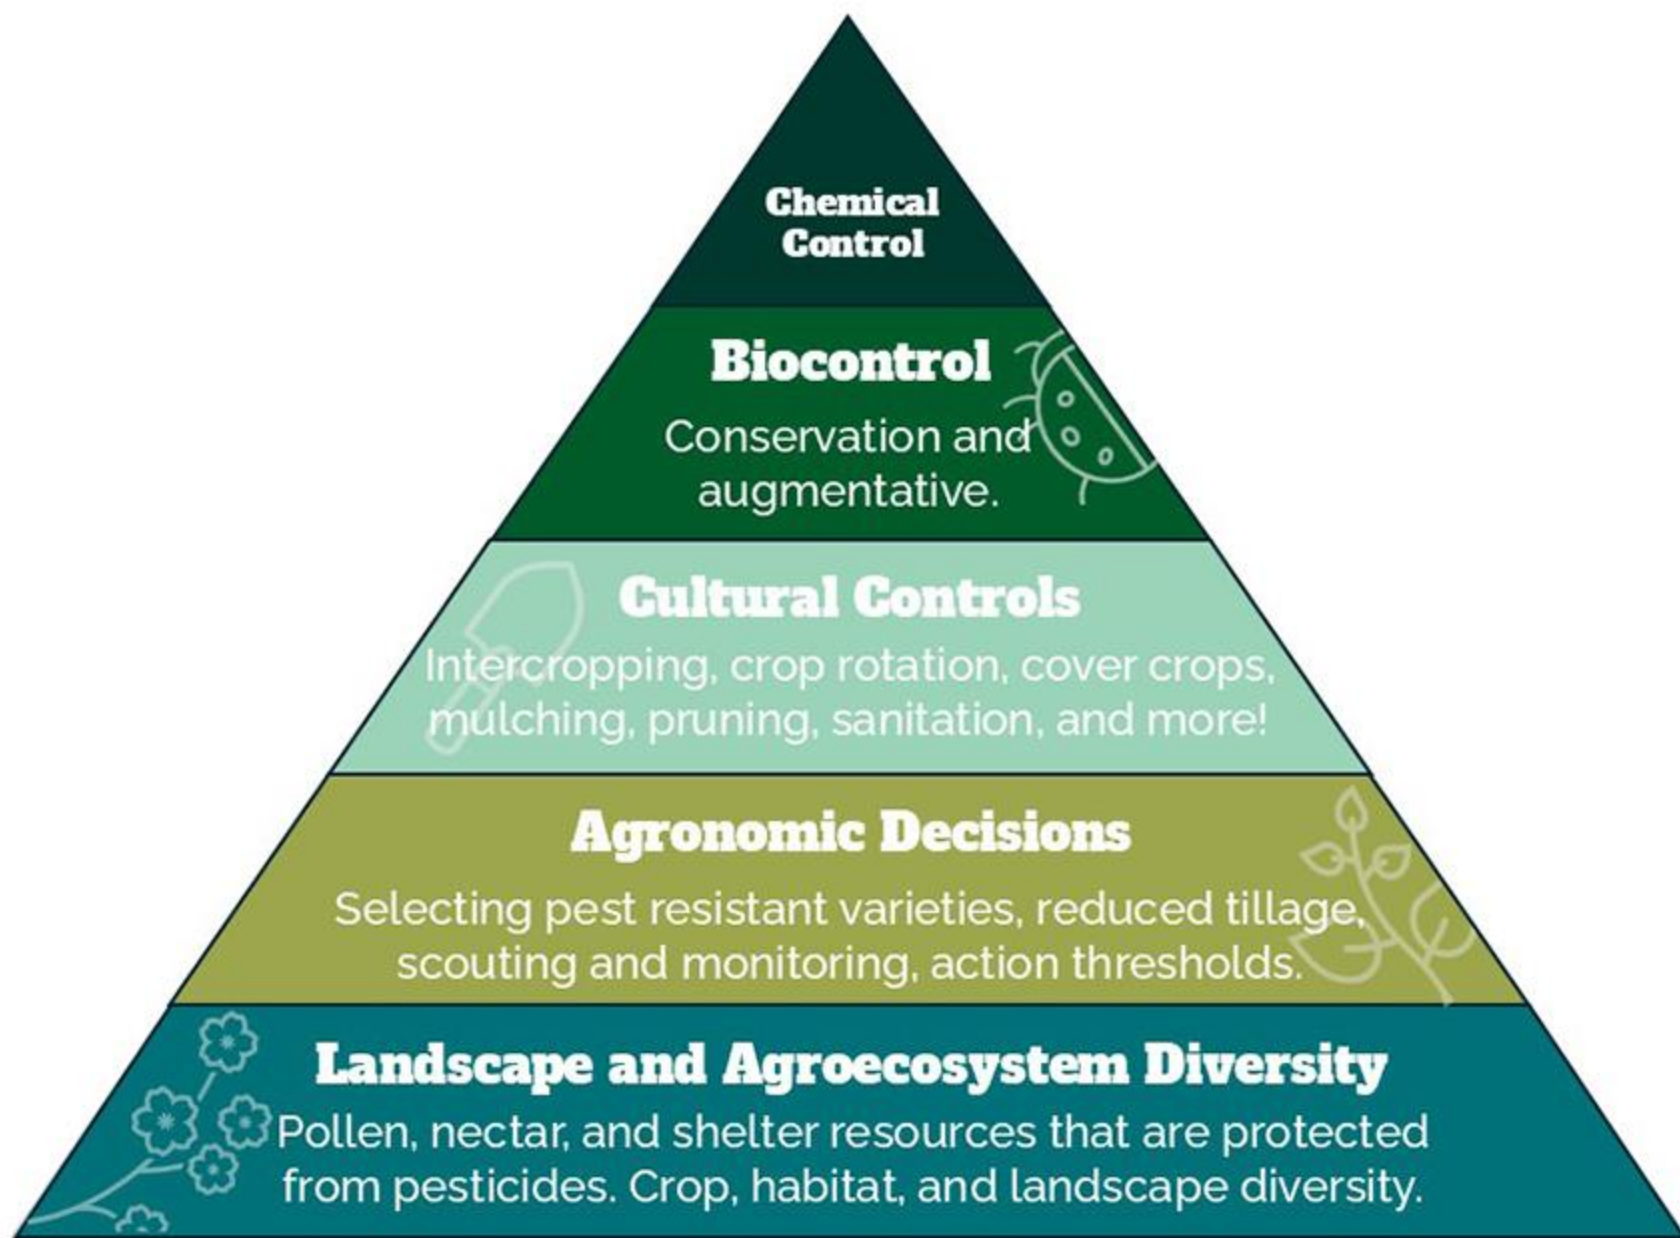 Chemical
Control
Biocontrol
Conservation and
augmentative.
Cultural Controls
Intercropping, crop rotation, cover crops,
mulching, pruning, sanitation, and more!
Agronomic Decisions
Selecting pest resistant varieties, reduced tillage,
scouting and monitoring, action thresholds.
Landscape and Agroecosystem Diversity
Pollen, nectar, and shelter resources that are protected
from pesticides. Crop, habitat, and landscape diversity.